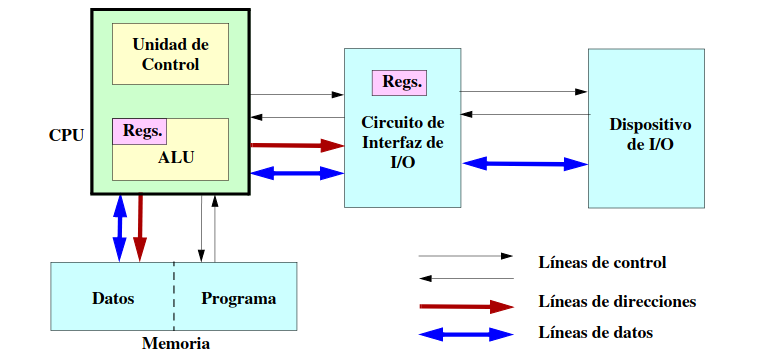 Unidad de
Control
CPU
Regs.
ALU
Regs.
Circuito de
Interfaz de
I/O
Dispositivo
de I/O
Datos
Programa
Memoria
Líneas de control
Líneas de direcciones
Líneas de datos